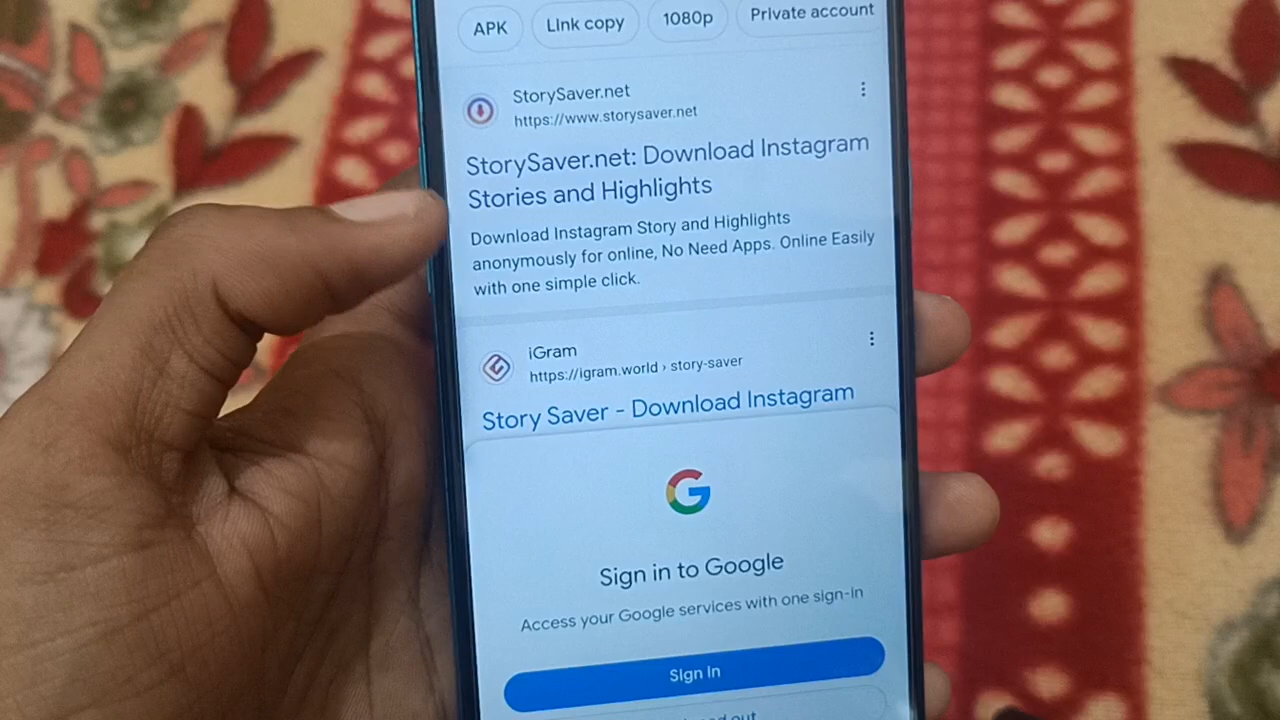 APK
Link copy
1080p
Private account
StorySaver.net
https://www.storysaver.net
StorySaver.net: Download Instagram
Stories and Highlights
Download Instagram Story and Highlights
anonymously for online, No Need Apps. Online Easily
with one simple click.
iGram
https://igram.world › story-saver
Story Saver - Download Instagram
Sign in to Google
Access your Google services with one sign-in
Sign in
out